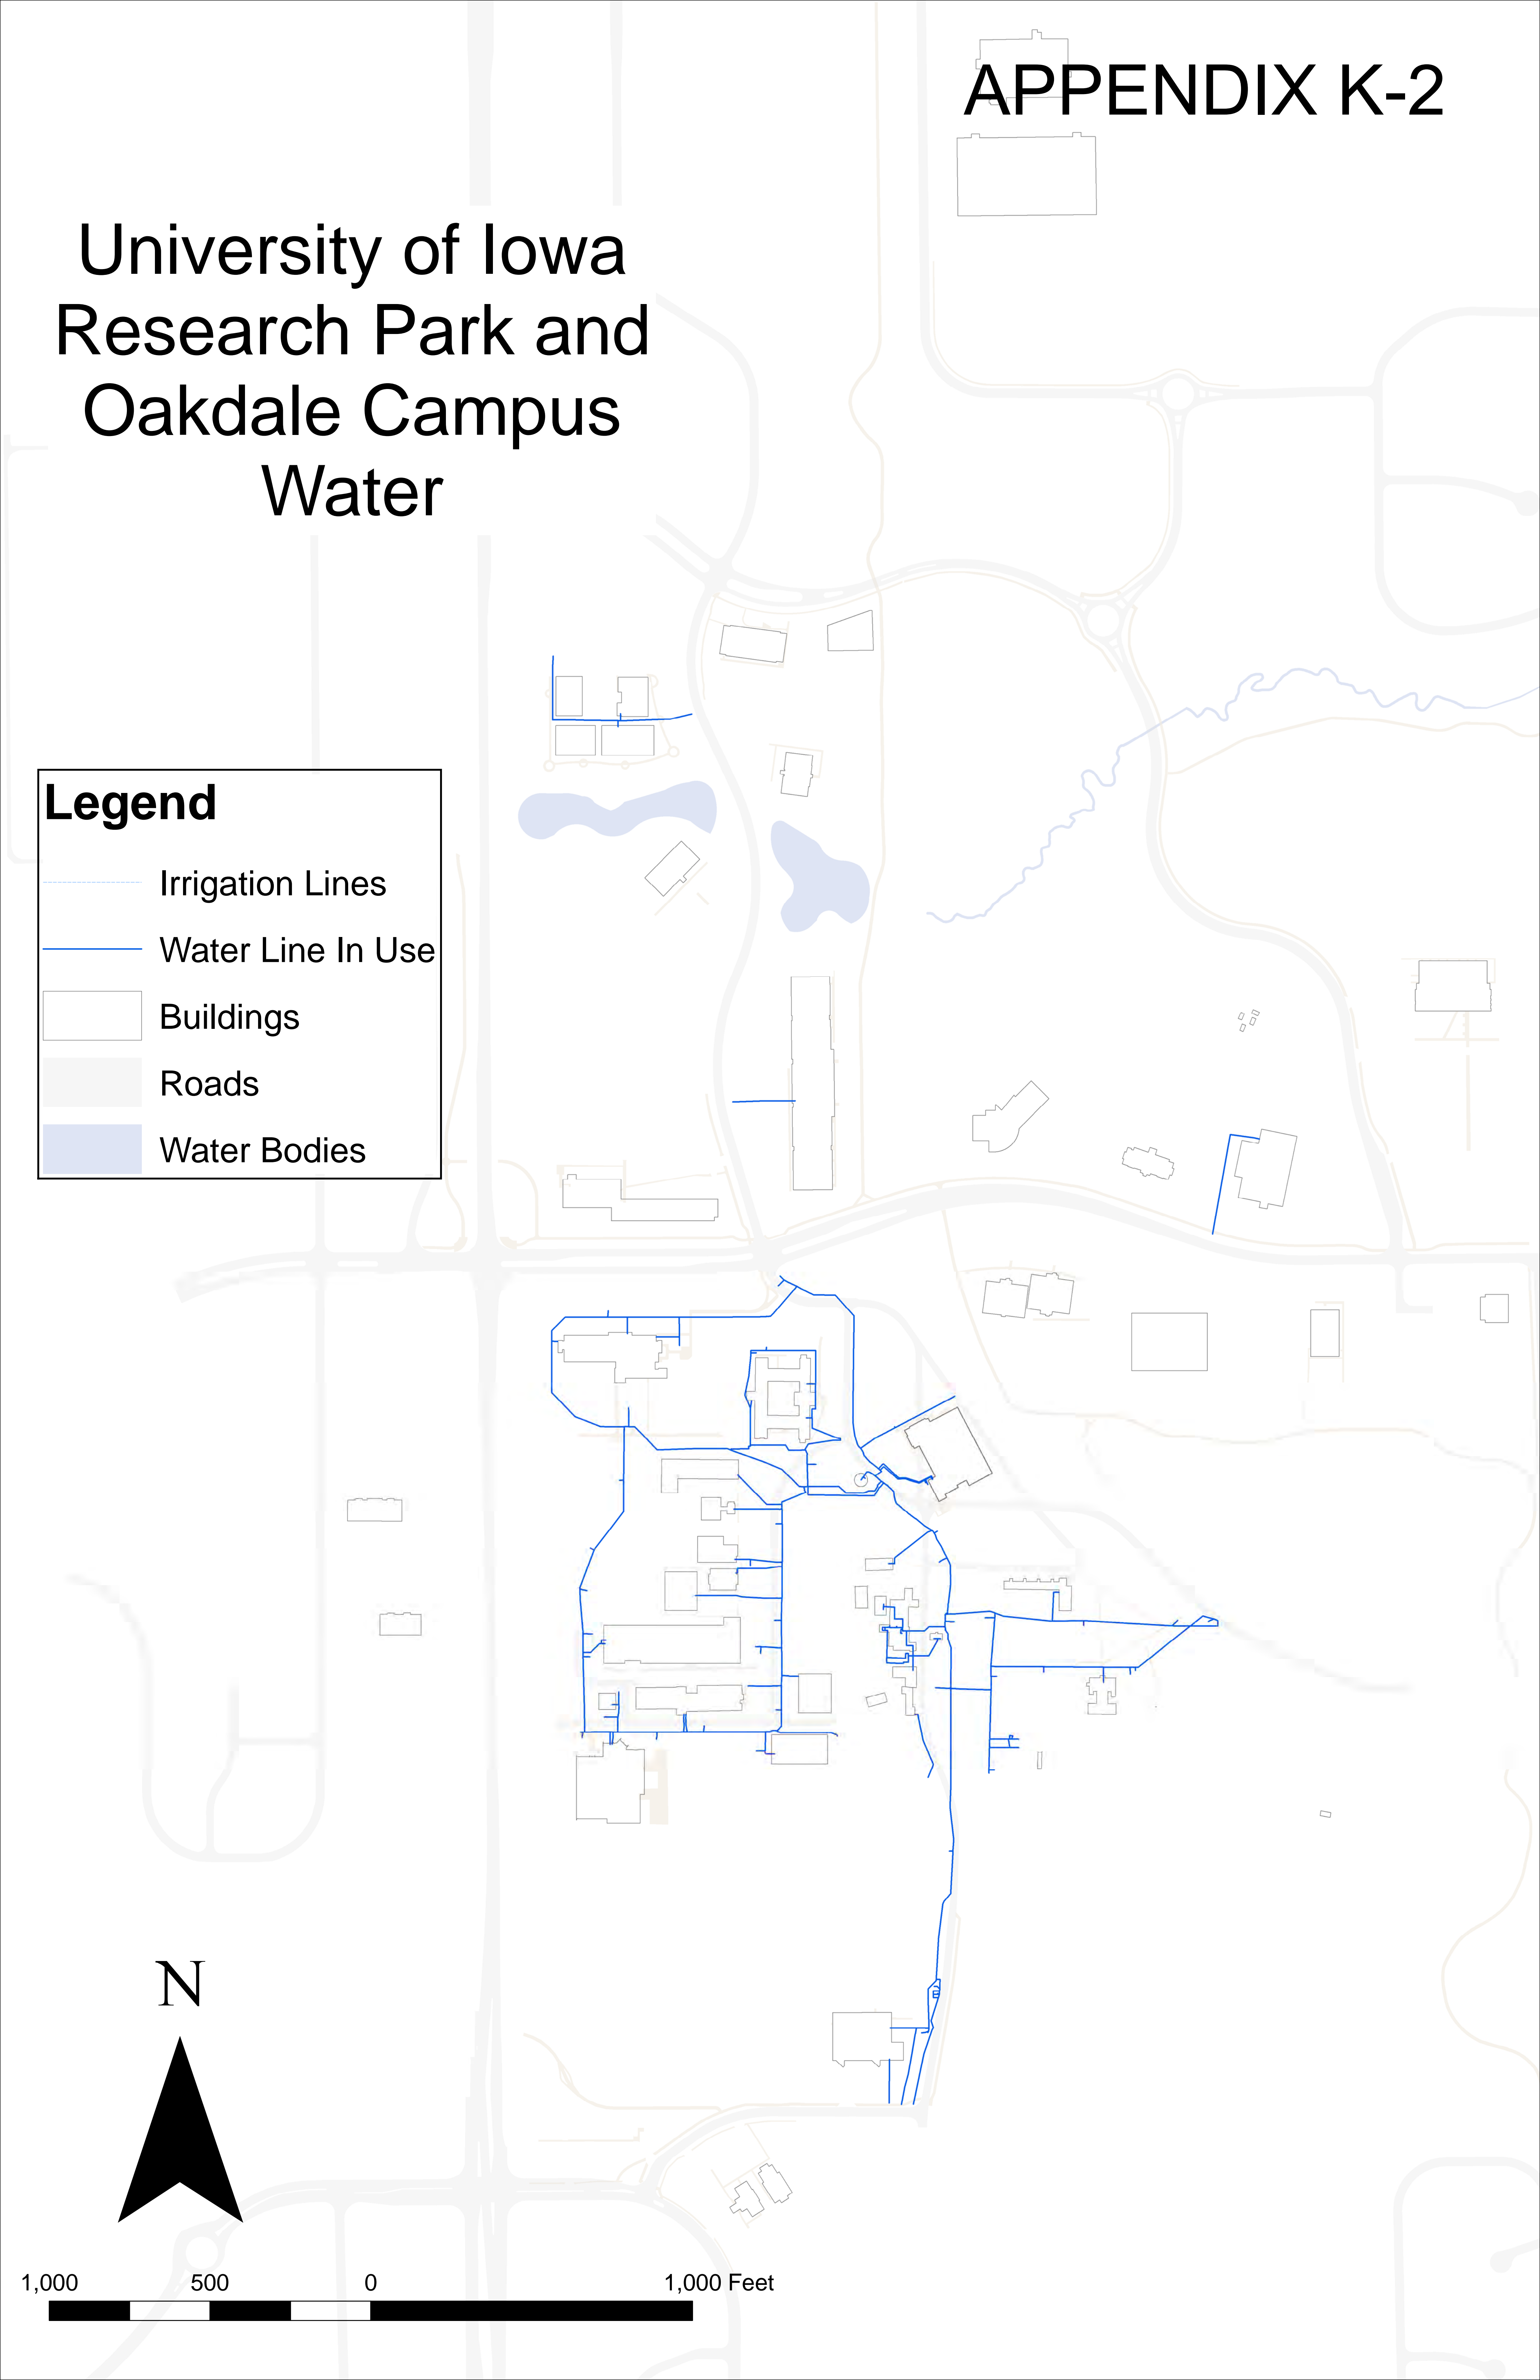 APPENDIX K-2
University of Iowa
Research Park and
Oakdale Campus
Water
Legend
Irrigation Lines
Water Line In Use
Buildings
Roads
Water Bodies
N
1,000 500 0 1,000 Feet